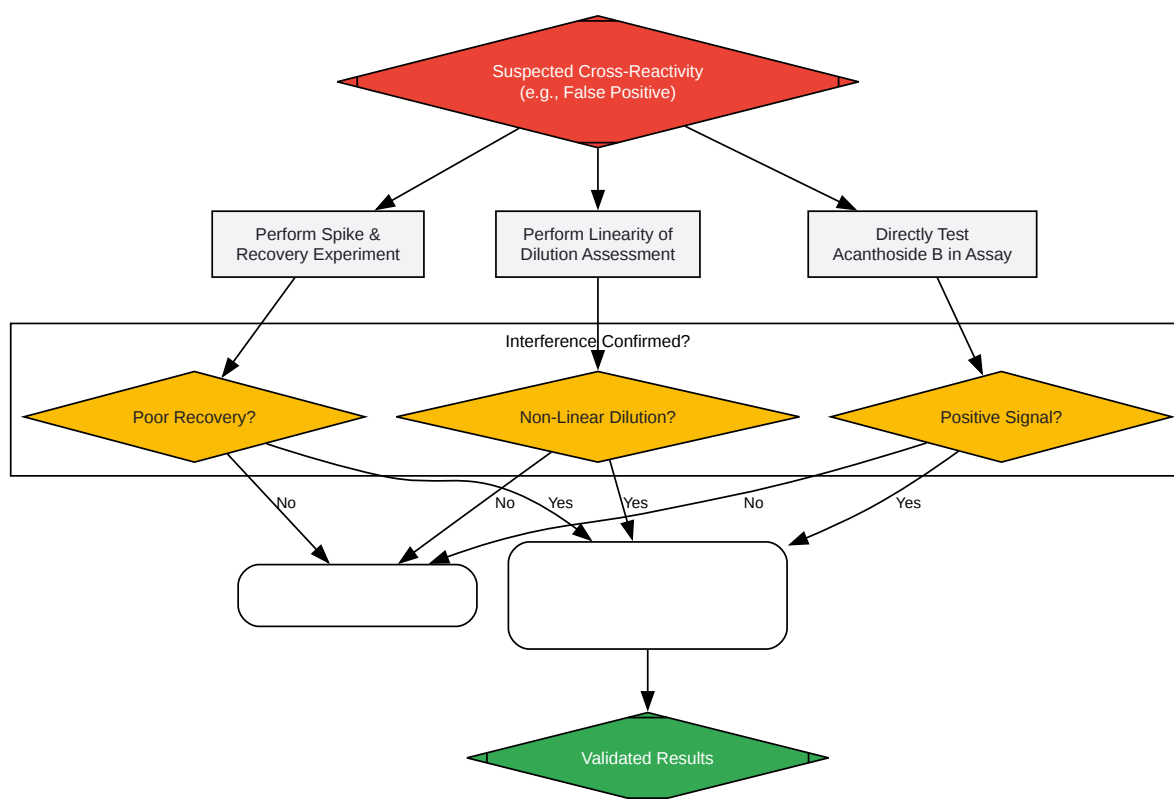 Suspected Cross-Reactivity
(e.g., False Positive)
Perform Spike &
Recovery Experiment
Perform Linearity of
Dilution Assessment
Directly Test
Acanthoside B in Assay
Interference Confirmed?
Poor Recovery?
Non-Linear Dilution?
Positive Signal?
No
No
Yes
Yes
No
Yes
Validated Results